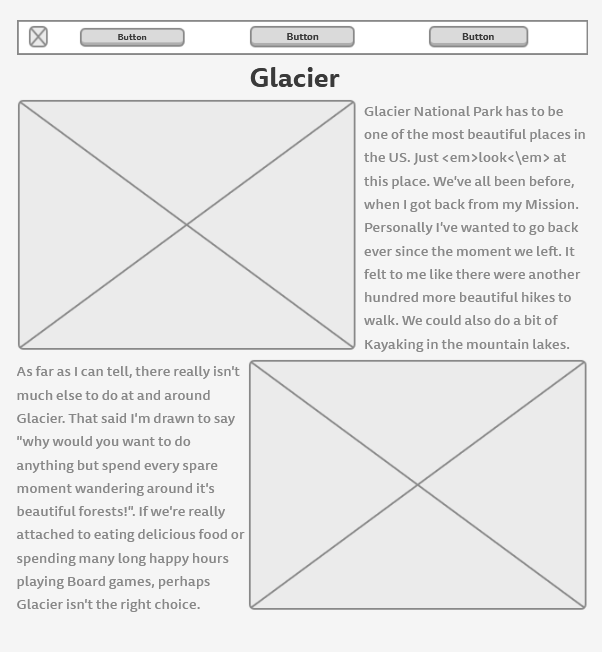 Button
Button
Button
Glacier
Glacier National Park has to be
one of the most beautiful places in
the US. Just <em>look<\em> at
this place. We've all been before,
when I got back from my Mission.
Personally I've wanted to go back
ever since the moment we left. It
felt to me like there were another
hundred more beautiful hikes to
walk. We could also do a bit of
Kayaking in the mountain lakes.
As far as I can tell, there really isn't
much else to do at and around
Glacier. That said I'm drawn to say
"why would you want to do
anything but spend every spare
moment wandering around it's
beautiful forests!". If we're really
attached to eating delicious food or
spending many long happy hours
playing Board games, perhaps
Glacier isn't the right choice.